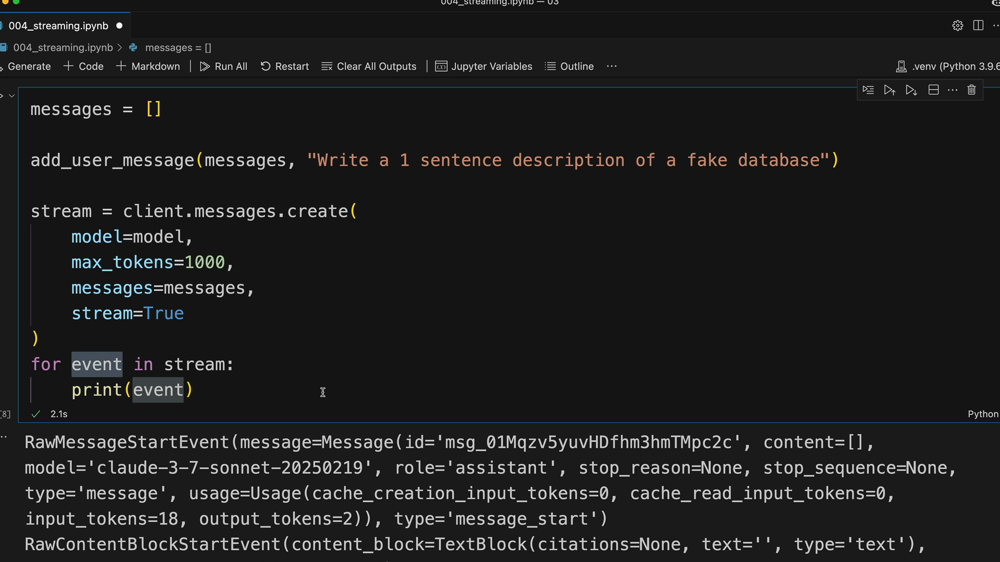 004_streaming.ipynb — 03
004_streaming.ipynb
004_streaming.ipynb > messages = []
Generate + Code + Markdown Run All Restart Clear All Outputs Jupyter Variables Outline ... .venv (Python 3.9.6
messages = []
add_user_message(messages, "Write a 1 sentence description of a fake database")
stream = client.messages.create(
    model=model,
    max_tokens=1000,
    messages=messages,
    stream=True
)
for event in stream:
    print(event)
[8] 2.1s Python
RawMessageStartEvent(message=Message(id='msg_01Mqzv5yuvHDfhm3hmTMpc2c', content=[],
model='claude-3-7-sonnet-20250219', role='assistant', stop_reason=None, stop_sequence=None,
type='message', usage=Usage(cache_creation_input_tokens=0, cache_read_input_tokens=0,
input_tokens=18, output_tokens=2)), type='message_start')
RawContentBlockStartEvent(content_block=TextBlock(citations=None, text='', type='text'),